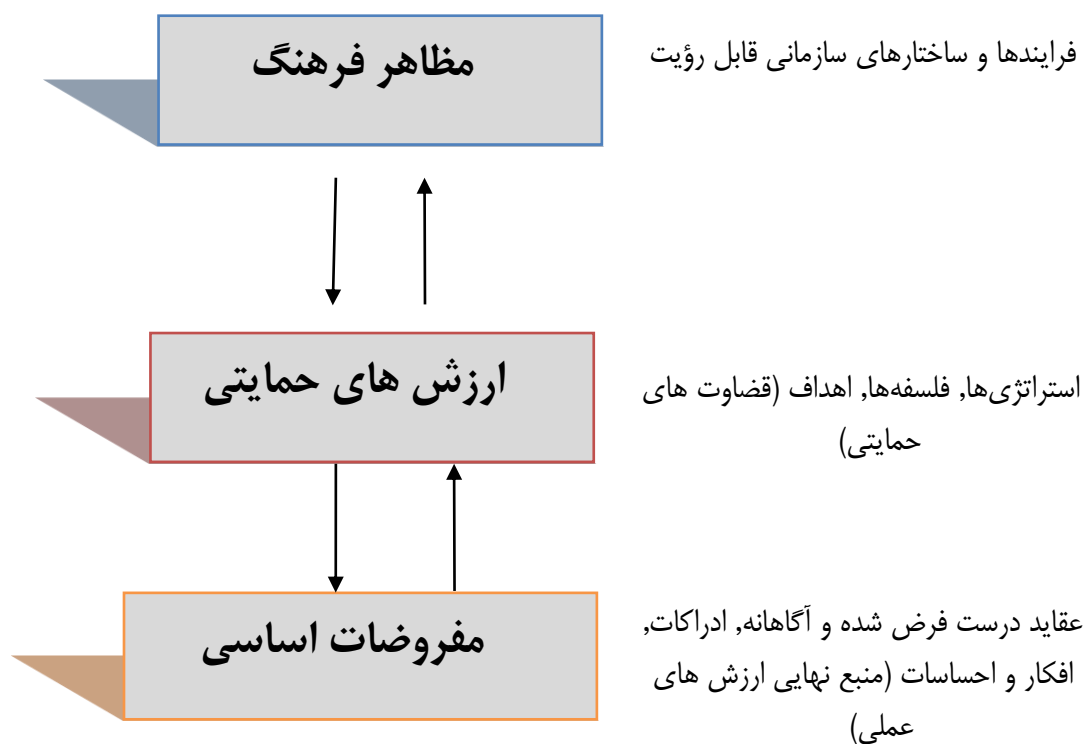 مظاهر فرهنگ
فرایندها و ساختارهای سازمانی قابل رؤیت
ارزش های حمایتی
استراتژی‌ها, فلسفه‌ها, اهداف (قضاوت های
حمایتی)
مفروضات اساسی
عقاید درست فرض شده و آگاهانه, ادراکات,
افکار و احساسات (منبع نهایی ارزش های
عملی)